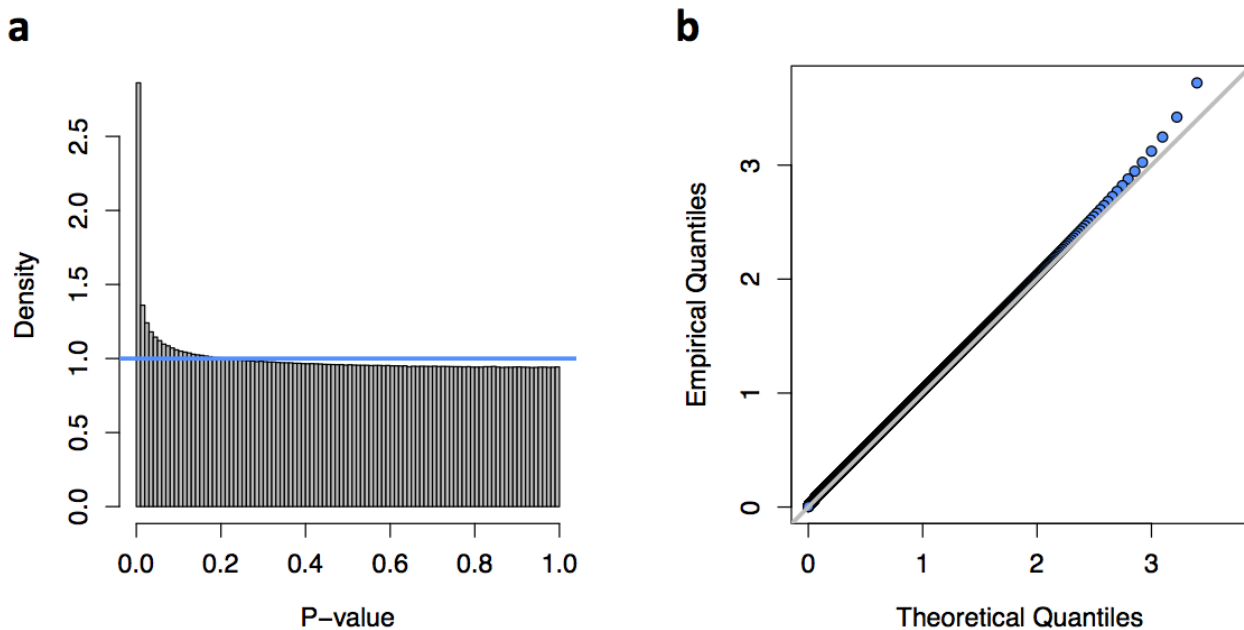 a
2.5
2.0
1.5
1.0
0.5
0.0
Density
0.0 0.2 0.4 0.6 0.8 1.0
P−value
b
3
2
1
0
Empirical Quantiles
0 1 2 3
Theoretical Quantiles